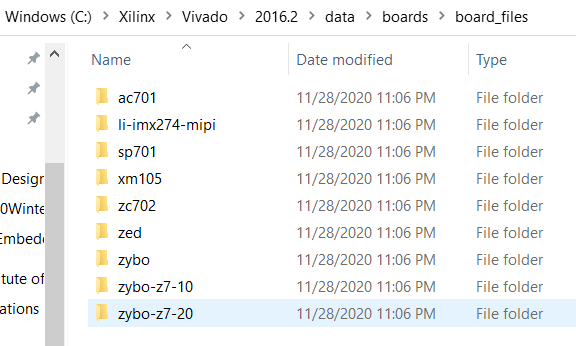 Windows (C:) > Xilinx > Vivado > 2016.2 > data > boards > board_files
Name Date modified Type
ac701 11/28/2020 11:06 PM File folder
li-imx274-mipi 11/28/2020 11:06 PM File folder
sp701 11/28/2020 11:06 PM File folder
Design xm105 11/28/2020 11:06 PM File folder
0Winte zc702 11/28/2020 11:06 PM File folder
Embede zed 11/28/2020 11:06 PM File folder
zybo 11/28/2020 11:06 PM File folder
tute of zybo-z7-10 11/28/2020 11:06 PM File folder
ations zybo-z7-20 11/28/2020 11:06 PM File folder